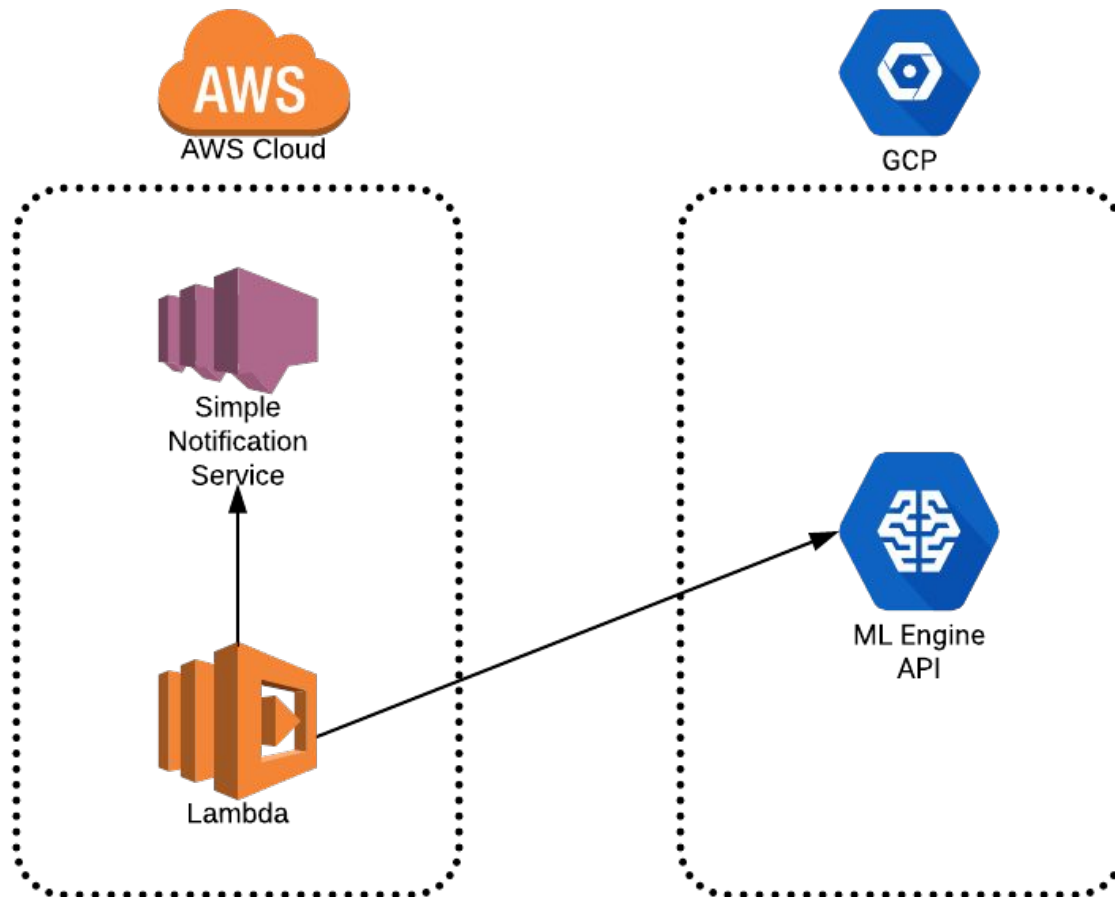 AWS
AWS Cloud
GCP
Simple
Notification
Service
ML Engine
API
Lambda